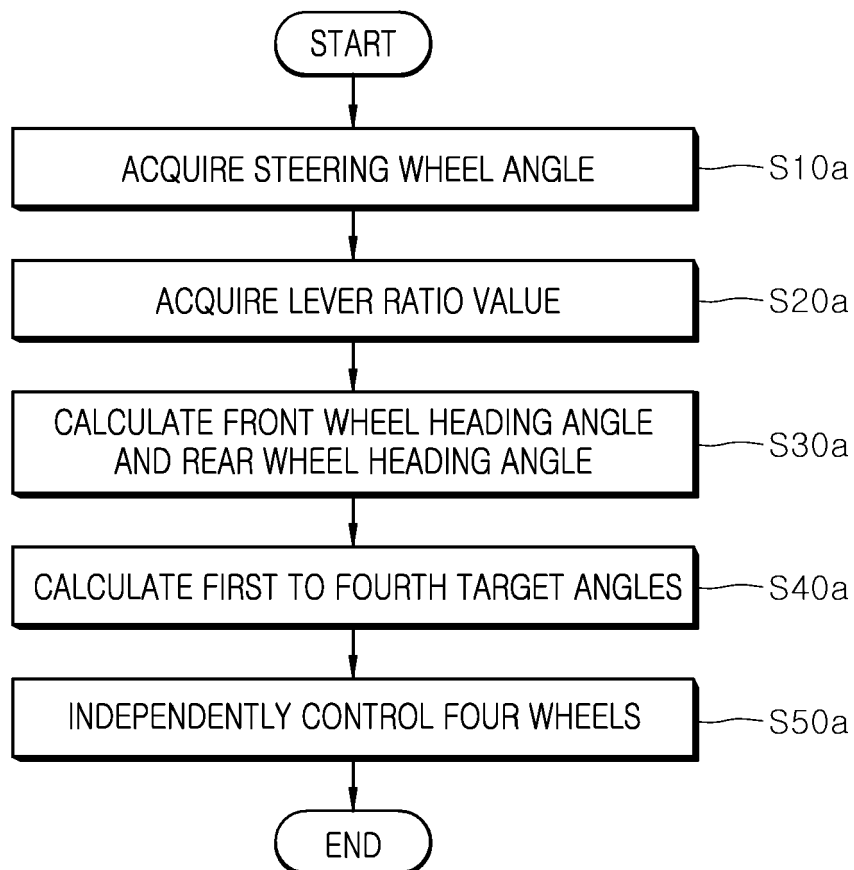 START
ACQUIRE STEERING WHEEL ANGLE
S10a
ACQUIRE LEVER RATIO VALUE
S20a
CALCULATE FRONT WHEEL HEADING ANGLE
AND REAR WHEEL HEADING ANGLE
S30a
CALCULATE FIRST TO FOURTH TARGET ANGLES
S40a
INDEPENDENTLY CONTROL FOUR WHEELS
S50a
END